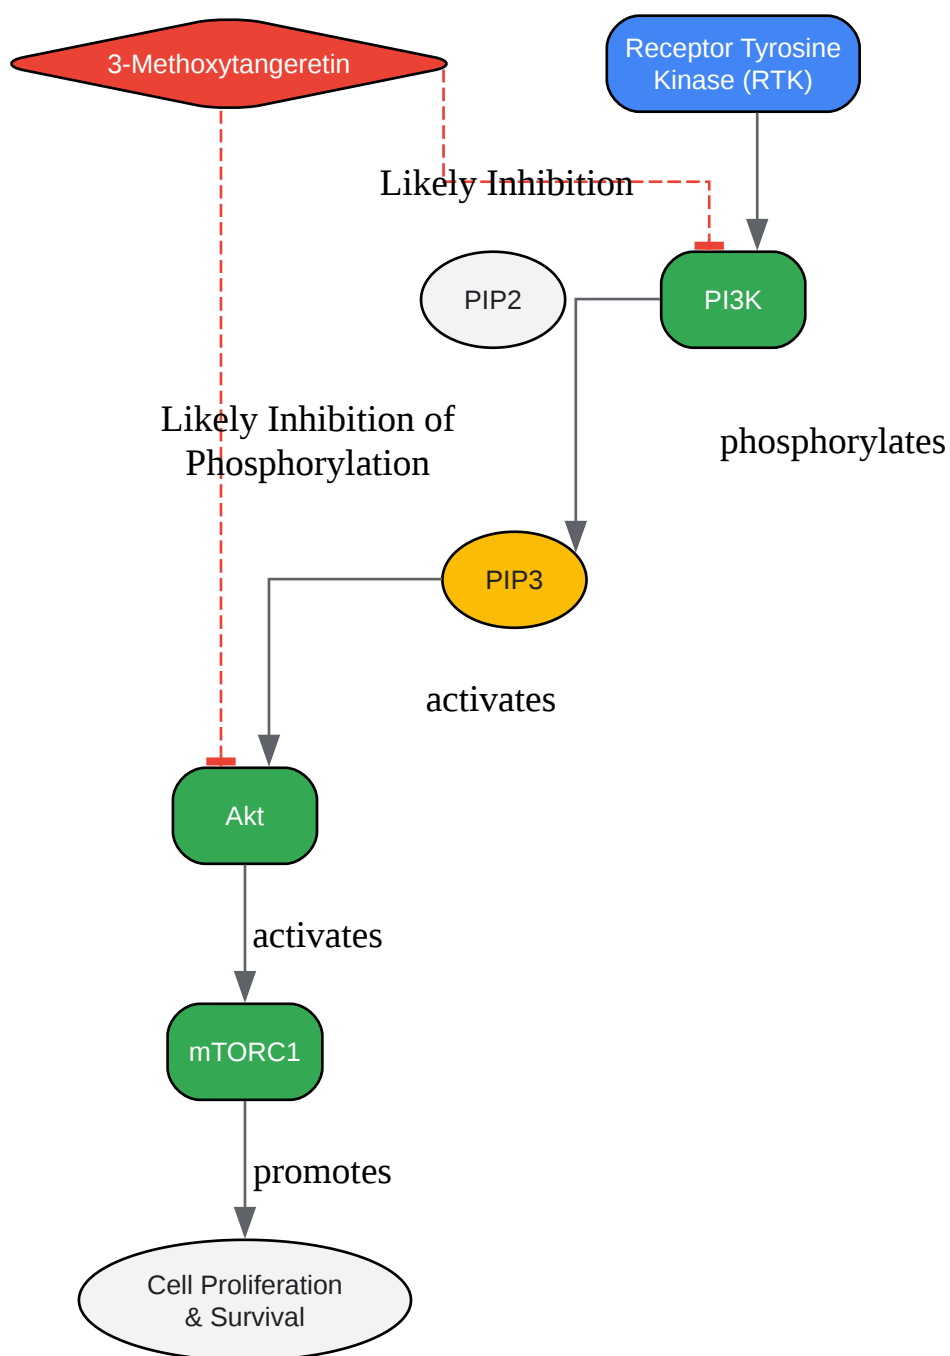 3-Methoxytangeretin
Receptor Tyrosine
Kinase (RTK)
Likely Inhibition
PIP2
PI3K
Likely Inhibition of
Phosphorylation
phosphorylates
PIP3
activates
Akt
activates
mTORC1
promotes
Cell Proliferation
& Survival